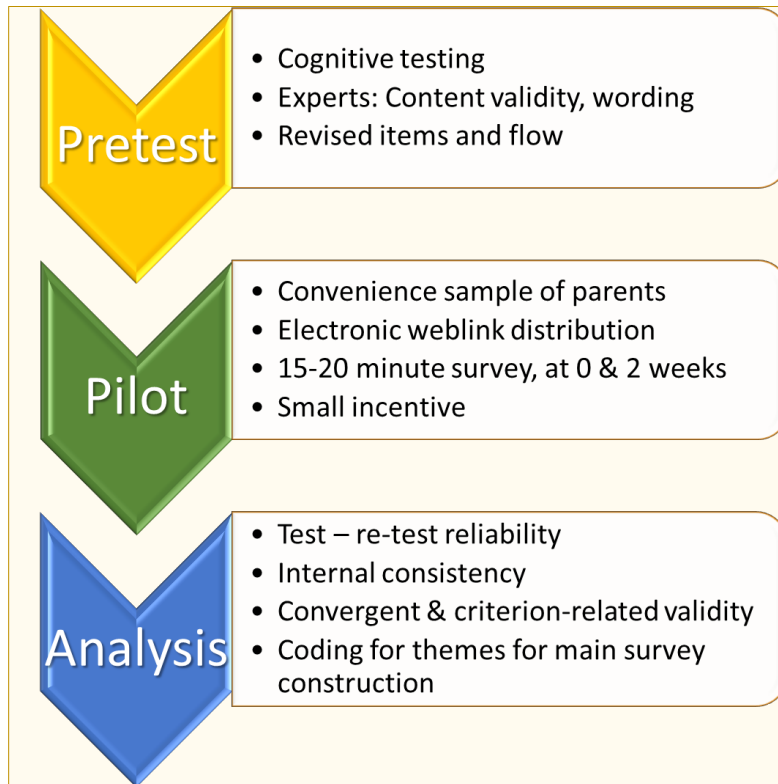 Pretest
• Cognitive testing
• Experts: Content validity, wording
• Revised items and flow
Pilot
• Convenience sample of parents
• Electronic weblink distribution
• 15-20 minute survey, at 0 & 2 weeks
• Small incentive
Analysis
• Test – re-test reliability
• Internal consistency
• Convergent & criterion-related validity
• Coding for themes for main survey
construction